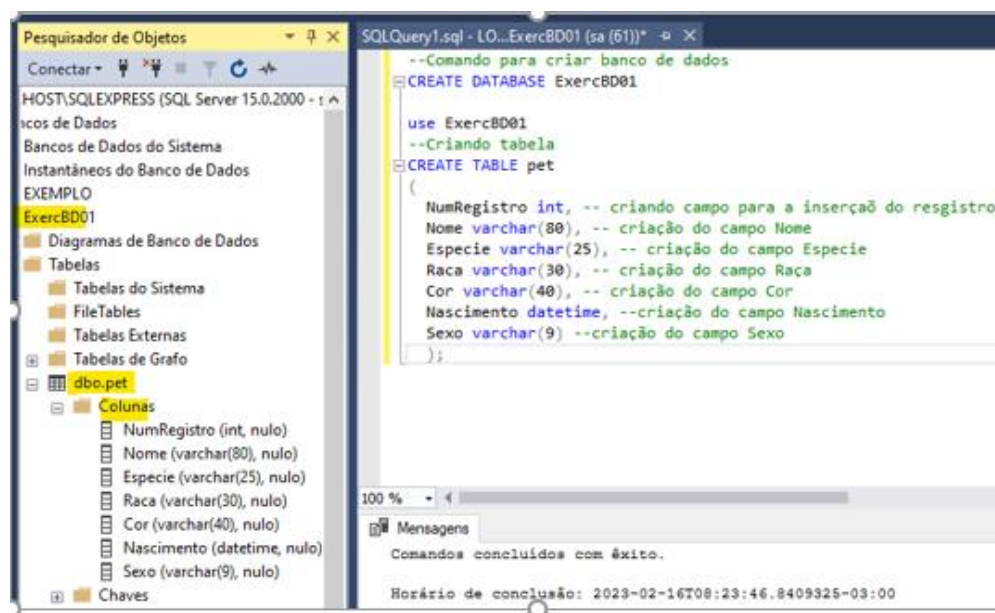 Pesquisador de Objetos
Conectar
HOST\SQLEXPRESS (SQL Server 15.0.2000 - s
ncos de Dados
Bancos de Dados do Sistema
Instantâneos do Banco de Dados
EXEMPLO
ExercBD01
Diagramas de Banco de Dados
Tabelas
Tabelas do Sistema
FileTables
Tabelas Externas
Tabelas de Grafo
dbo.pet
Colunas
NumRegistro (int, nulo)
Nome (varchar(80), nulo)
Especie (varchar(25), nulo)
Raca (varchar(30), nulo)
Cor (varchar(40), nulo)
Nascimento (datetime, nulo)
Sexo (varchar(9), nulo)
Chaves
SQLQuery1.sql - LO...ExercBD01 (sa (61))*
--Comando para criar banco de dados
CREATE DATABASE ExercBD01
use ExercBD01
--Criando tabela
CREATE TABLE pet
(
NumRegistro int, -- criando campo para a inserçaõ do resgistro
Nome varchar(80), -- criação do campo Nome
Especie varchar(25), -- criação do campo Especie
Raca varchar(30), -- criação do campo Raça
Cor varchar(40), -- criação do campo Cor
Nascimento datetime, --criação do campo Nascimento
Sexo varchar(9) --criação do campo Sexo
);
100 %
Mensagens
Comandos concluídos com êxito.
Horário de conclusão: 2023-02-16T08:23:46.8409325-03:00